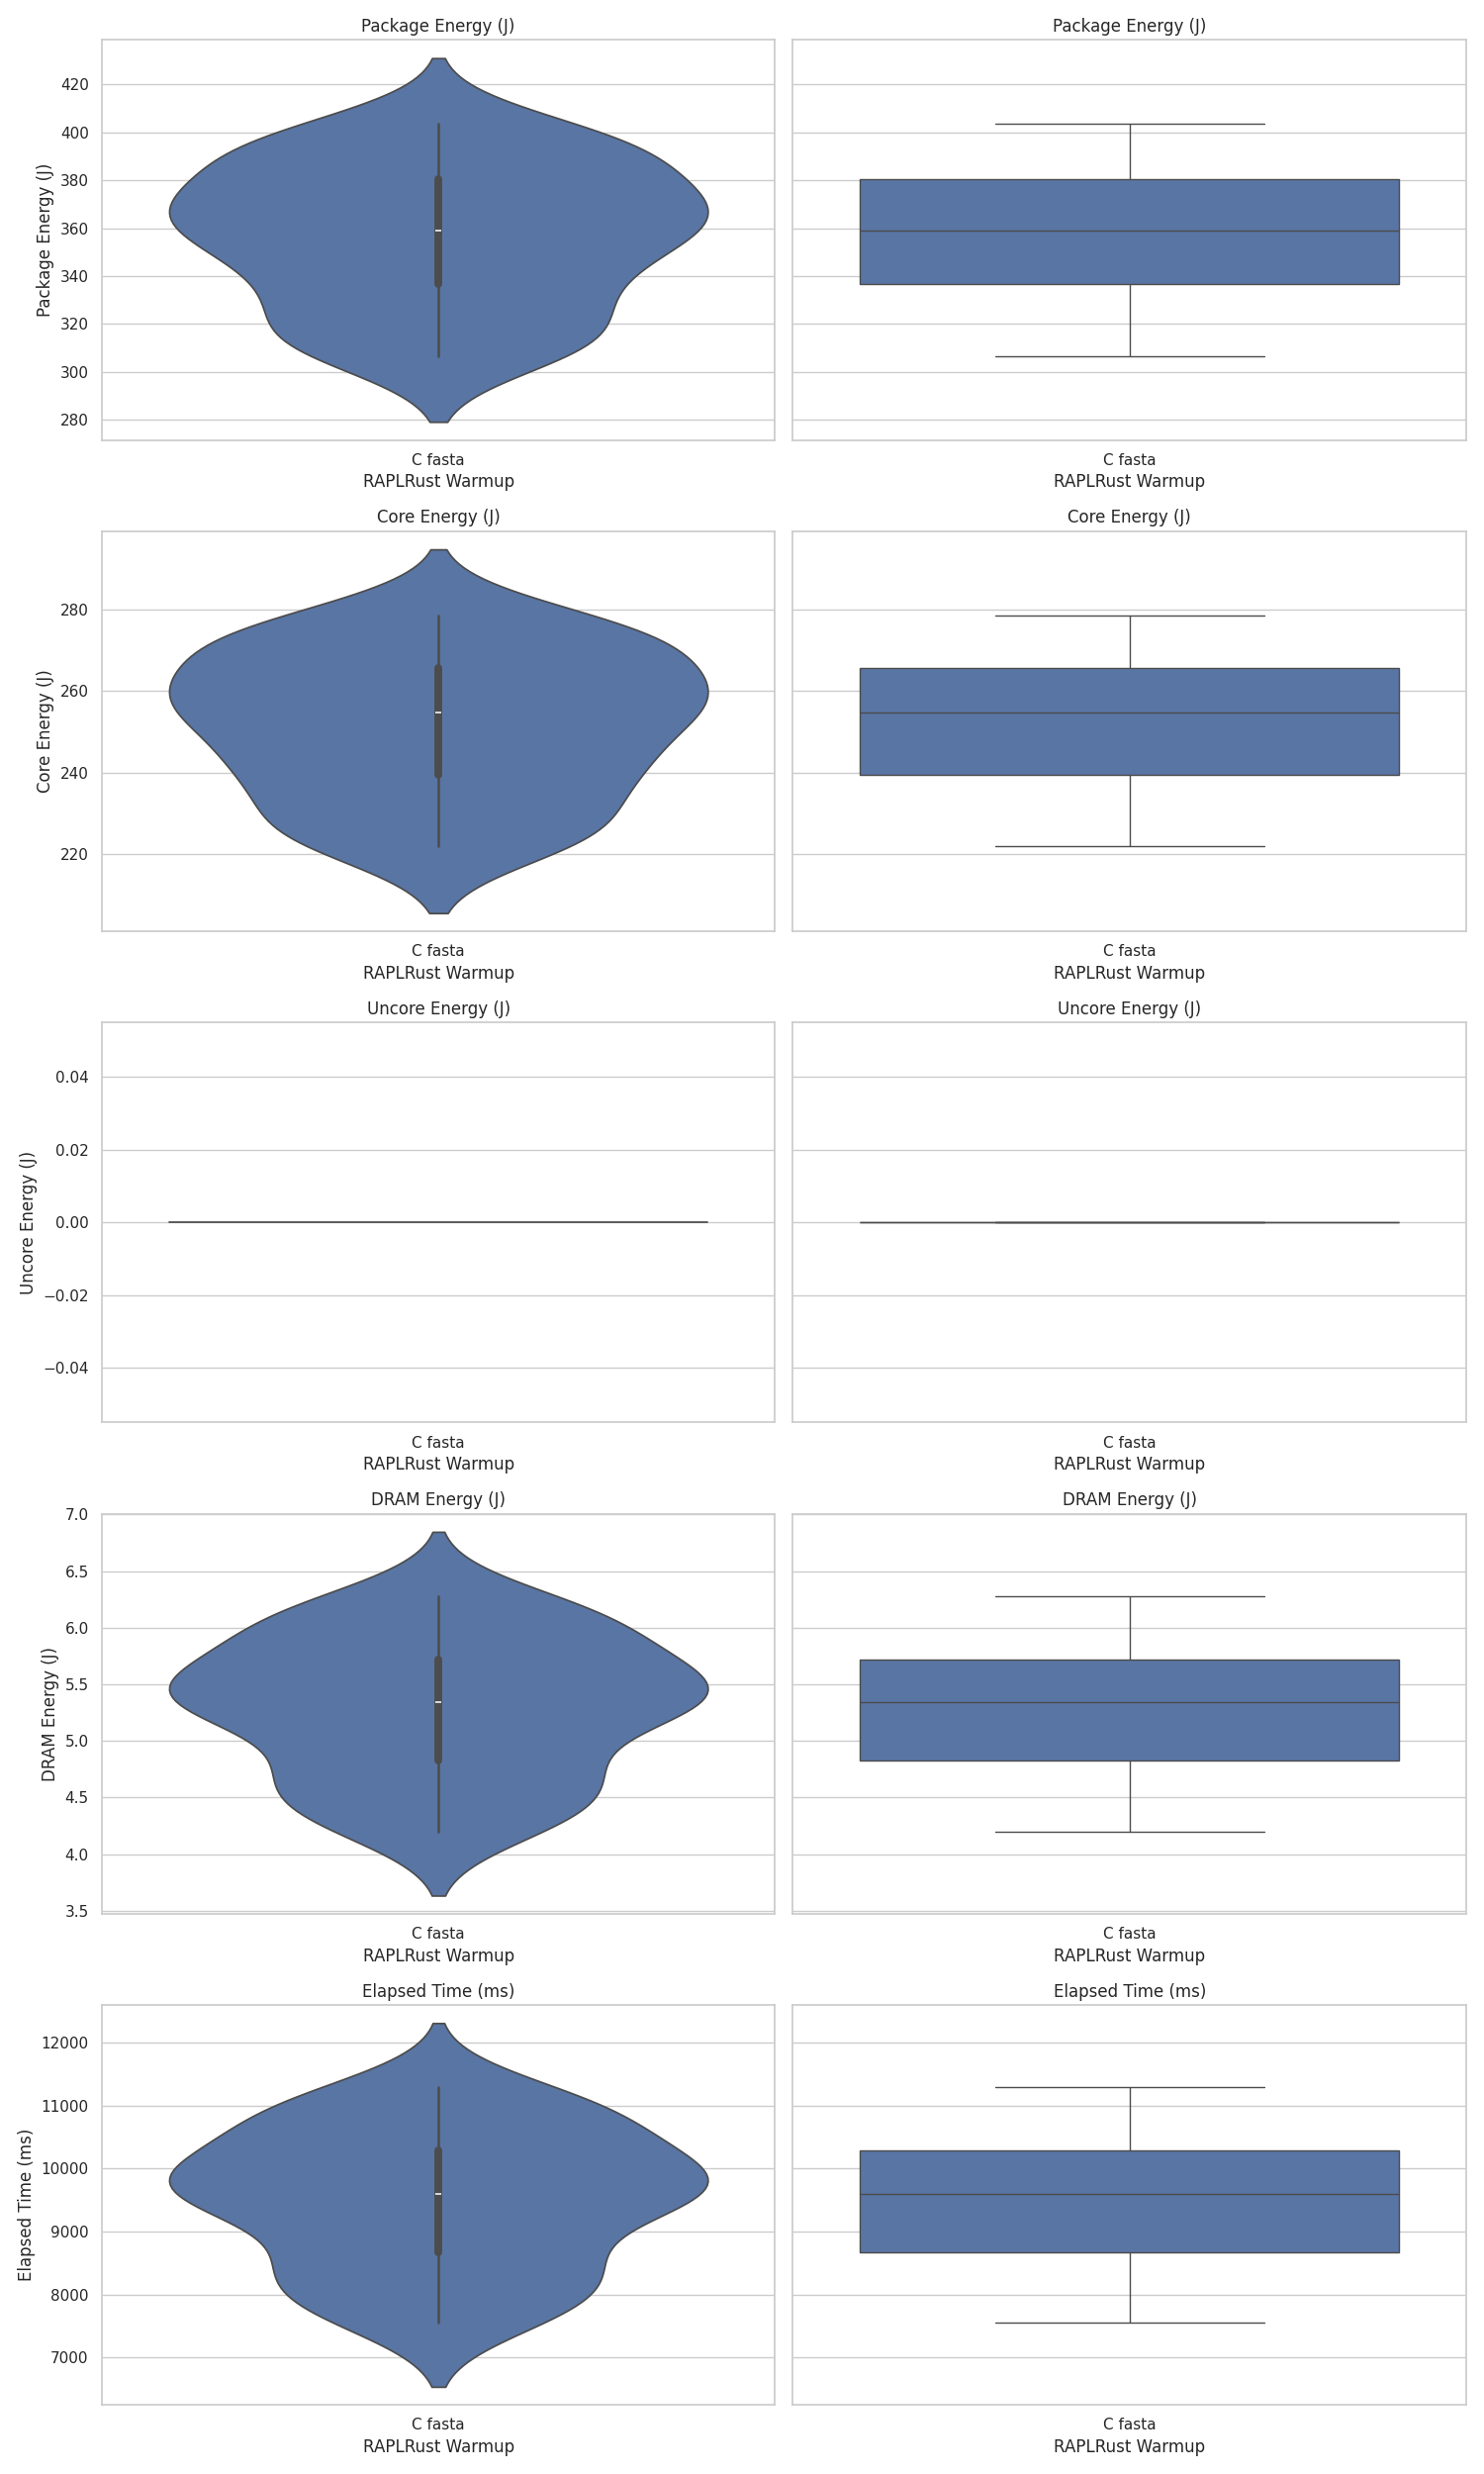 Package Energy (J)
Package Energy (J)
Package Energy (J)
420
400
380
360
340
320
300
280
C fasta
C fasta
RAPLRust Warmup
RAPLRust Warmup
Core Energy (J)
Core Energy (J)
Core Energy (J)
280
260
240
220
C fasta
C fasta
RAPLRust Warmup
RAPLRust Warmup
Uncore Energy (J)
Uncore Energy (J)
Uncore Energy (J)
0.04
0.02
0.00
−0.02
−0.04
C fasta
C fasta
RAPLRust Warmup
RAPLRust Warmup
DRAM Energy (J)
DRAM Energy (J)
DRAM Energy (J)
7.0
6.5
6.0
5.5
5.0
4.5
4.0
3.5
C fasta
C fasta
RAPLRust Warmup
RAPLRust Warmup
Elapsed Time (ms)
Elapsed Time (ms)
Elapsed Time (ms)
12000
11000
10000
9000
8000
7000
C fasta
C fasta
RAPLRust Warmup
RAPLRust Warmup